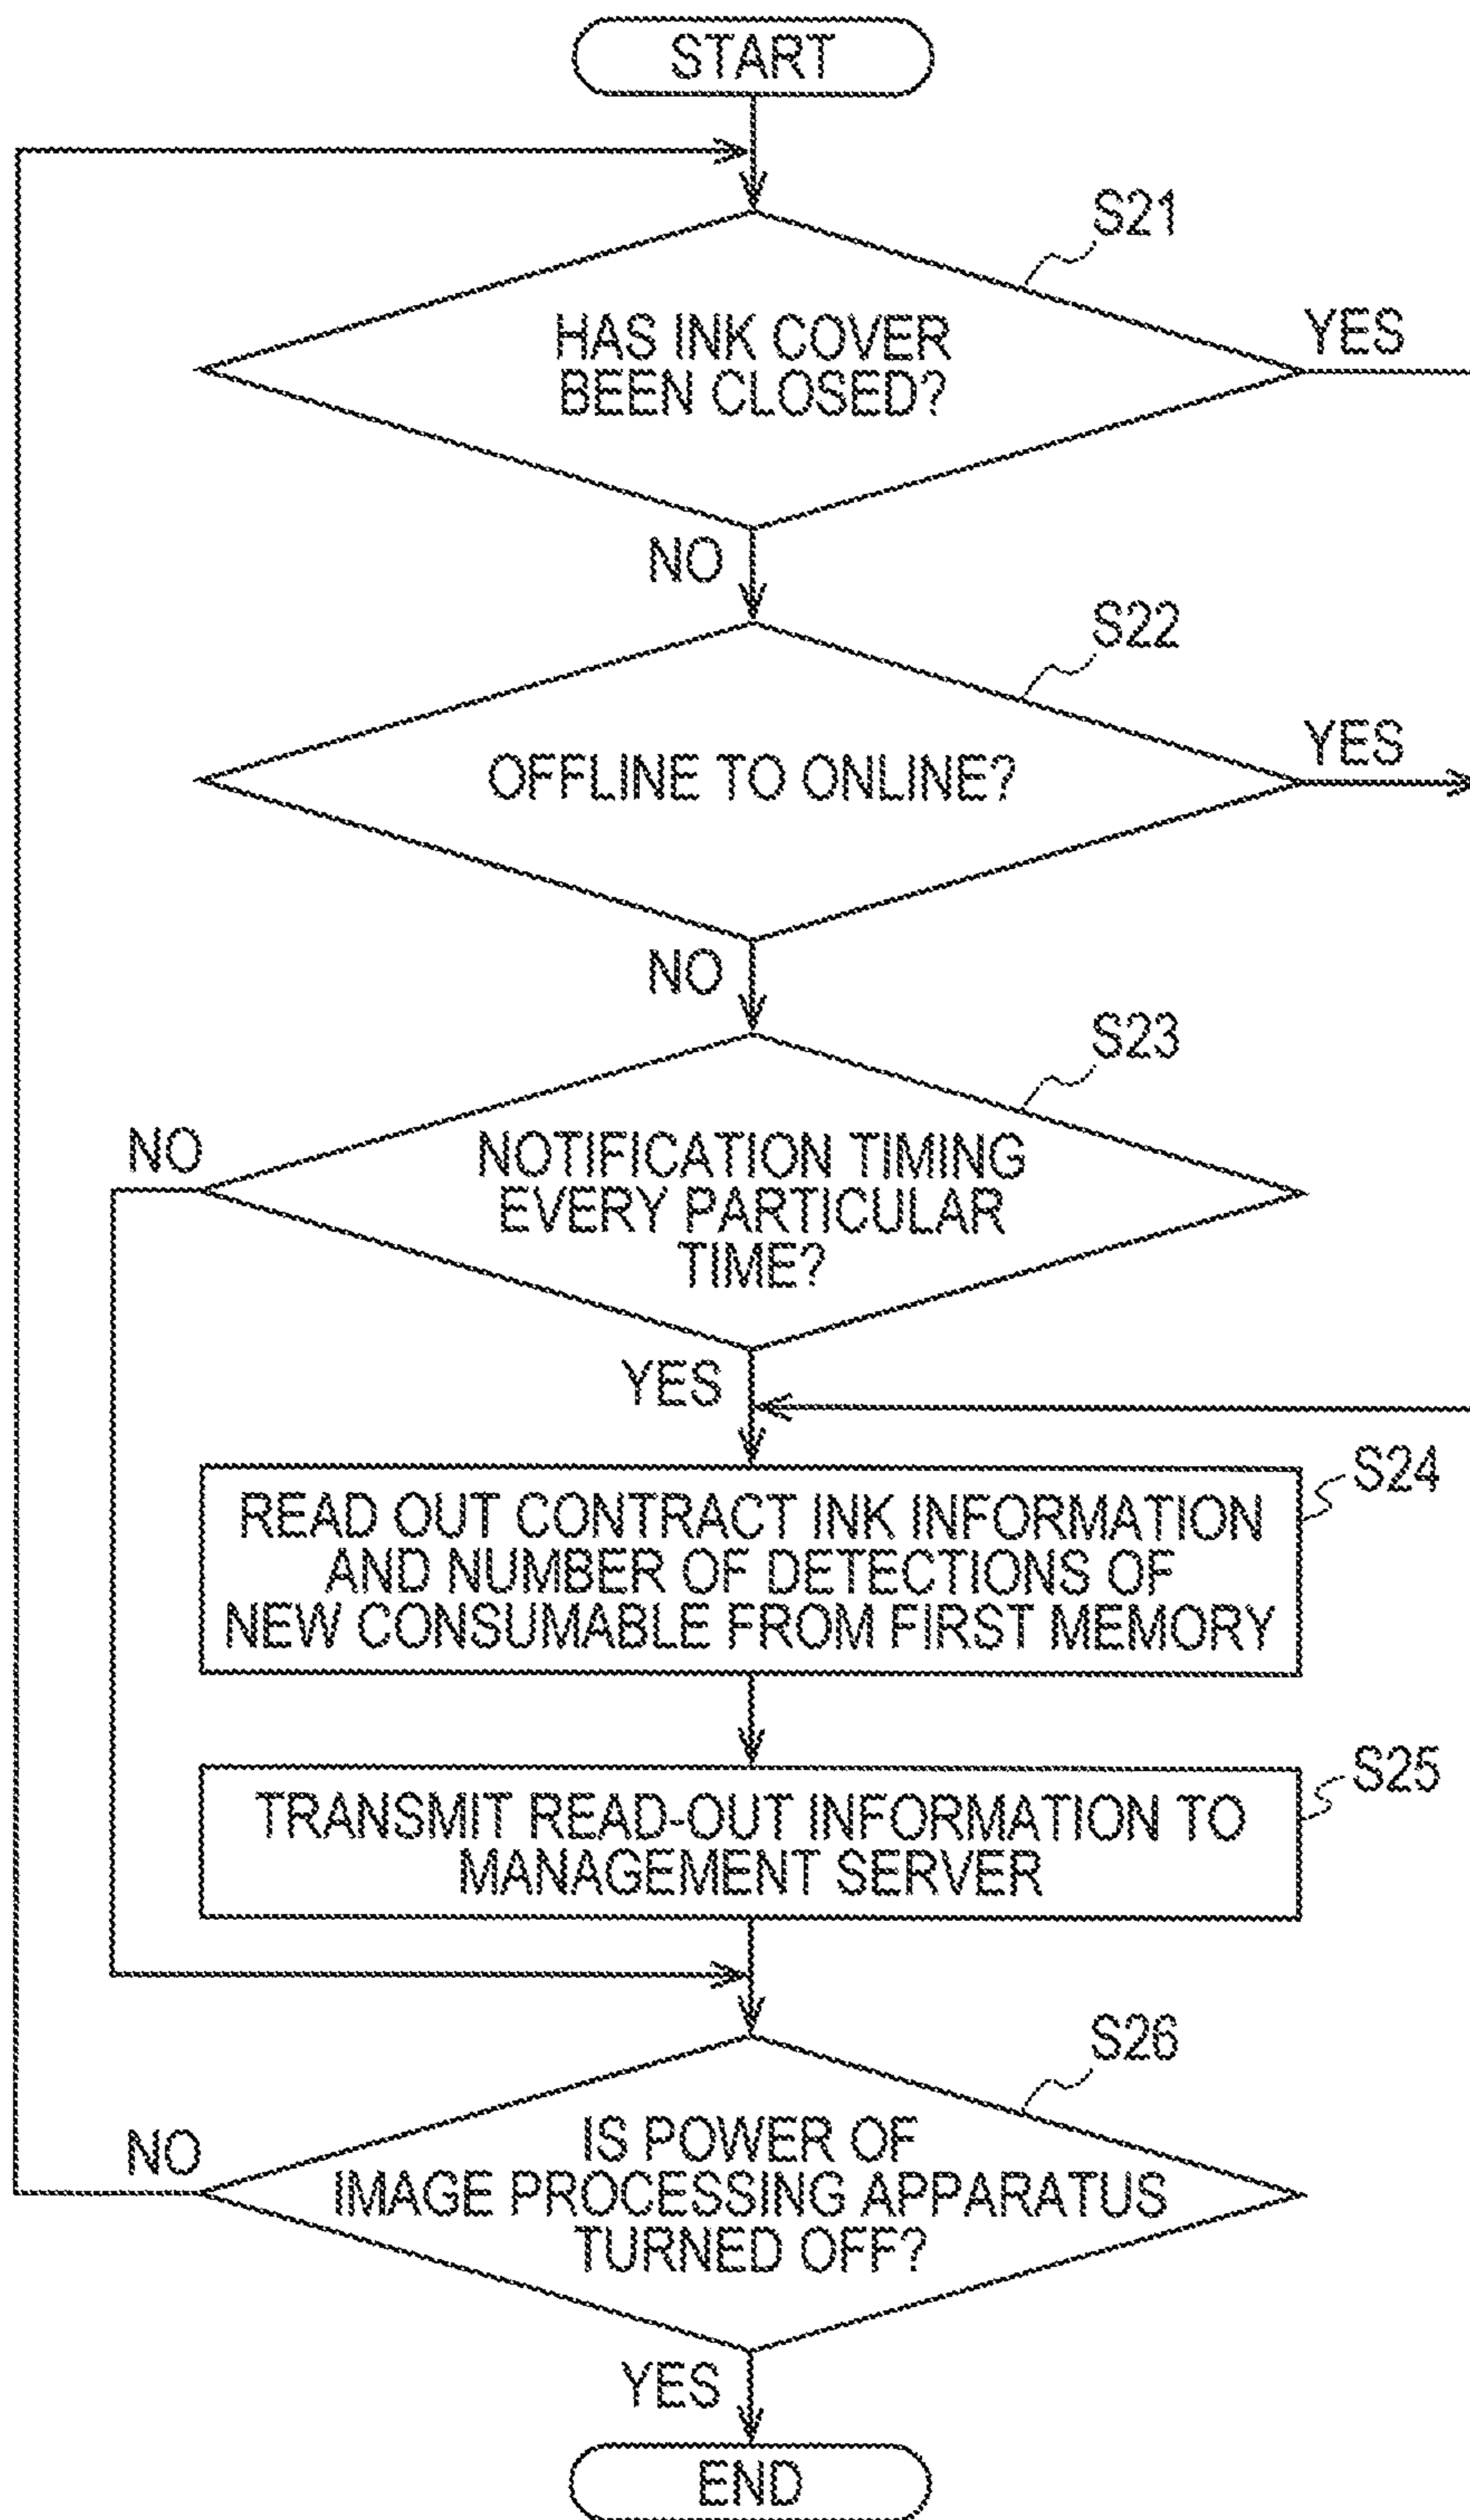 START
S21
HAS INK COVER
BEEN CLOSED?
YES
NO
S22
OFFLINE TO ONLINE?
YES
NO
S23
NO
NOTIFICATION TIMING
EVERY PARTICULAR
TIME?
YES
S24
READ OUT CONTRACT INK INFORMATION
AND NUMBER OF DETECTIONS OF
NEW CONSUMABLE FROM FIRST MEMORY
S25
TRANSMIT READ-OUT INFORMATION TO
MANAGEMENT SERVER
S26
NO
IS POWER OF
IMAGE PROCESSING APPARATUS
TURNED OFF?
YES
END